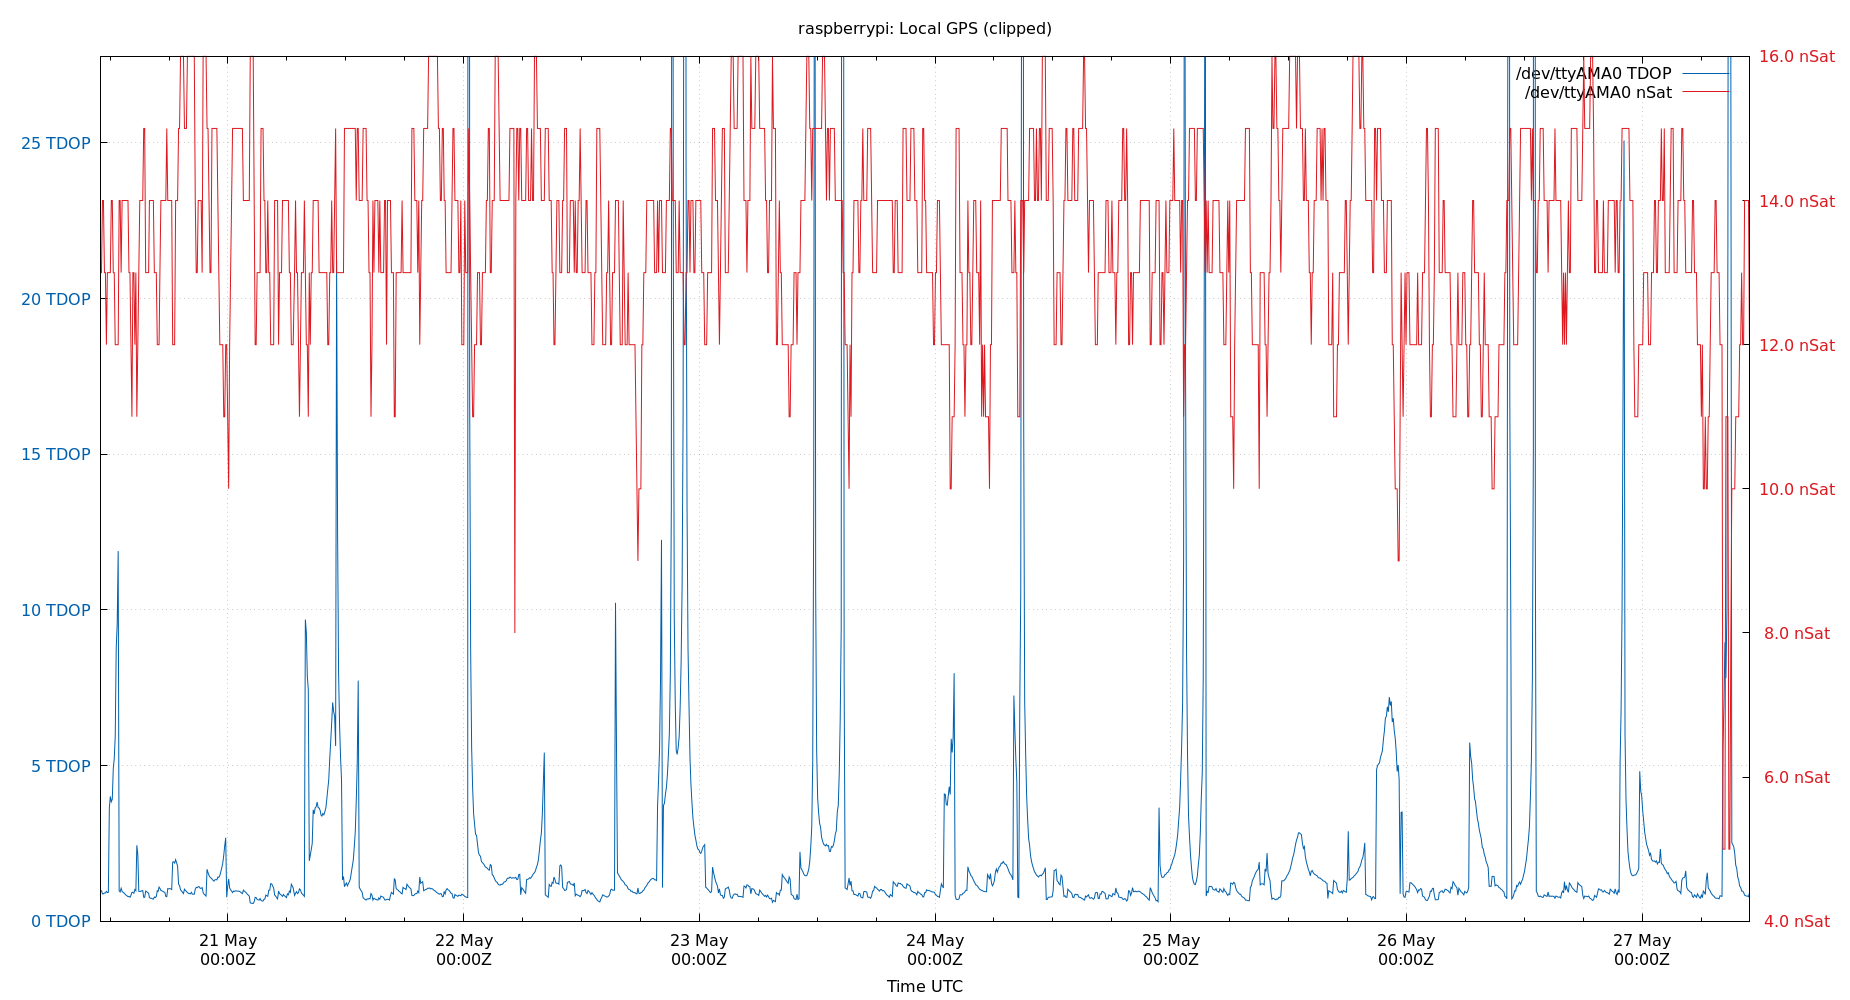 raspberrypi: Local GPS (clipped)
/dev/ttyAMA0 TDOP
/dev/ttyAMA0 nSat
25 TDOP
20 TDOP
15 TDOP
10 TDOP
5 TDOP
0 TDOP
16.0 nSat
14.0 nSat
12.0 nSat
10.0 nSat
8.0 nSat
6.0 nSat
4.0 nSat
21 May
00:00Z
22 May
00:00Z
23 May
00:00Z
24 May
00:00Z
25 May
00:00Z
26 May
00:00Z
27 May
00:00Z
Time UTC